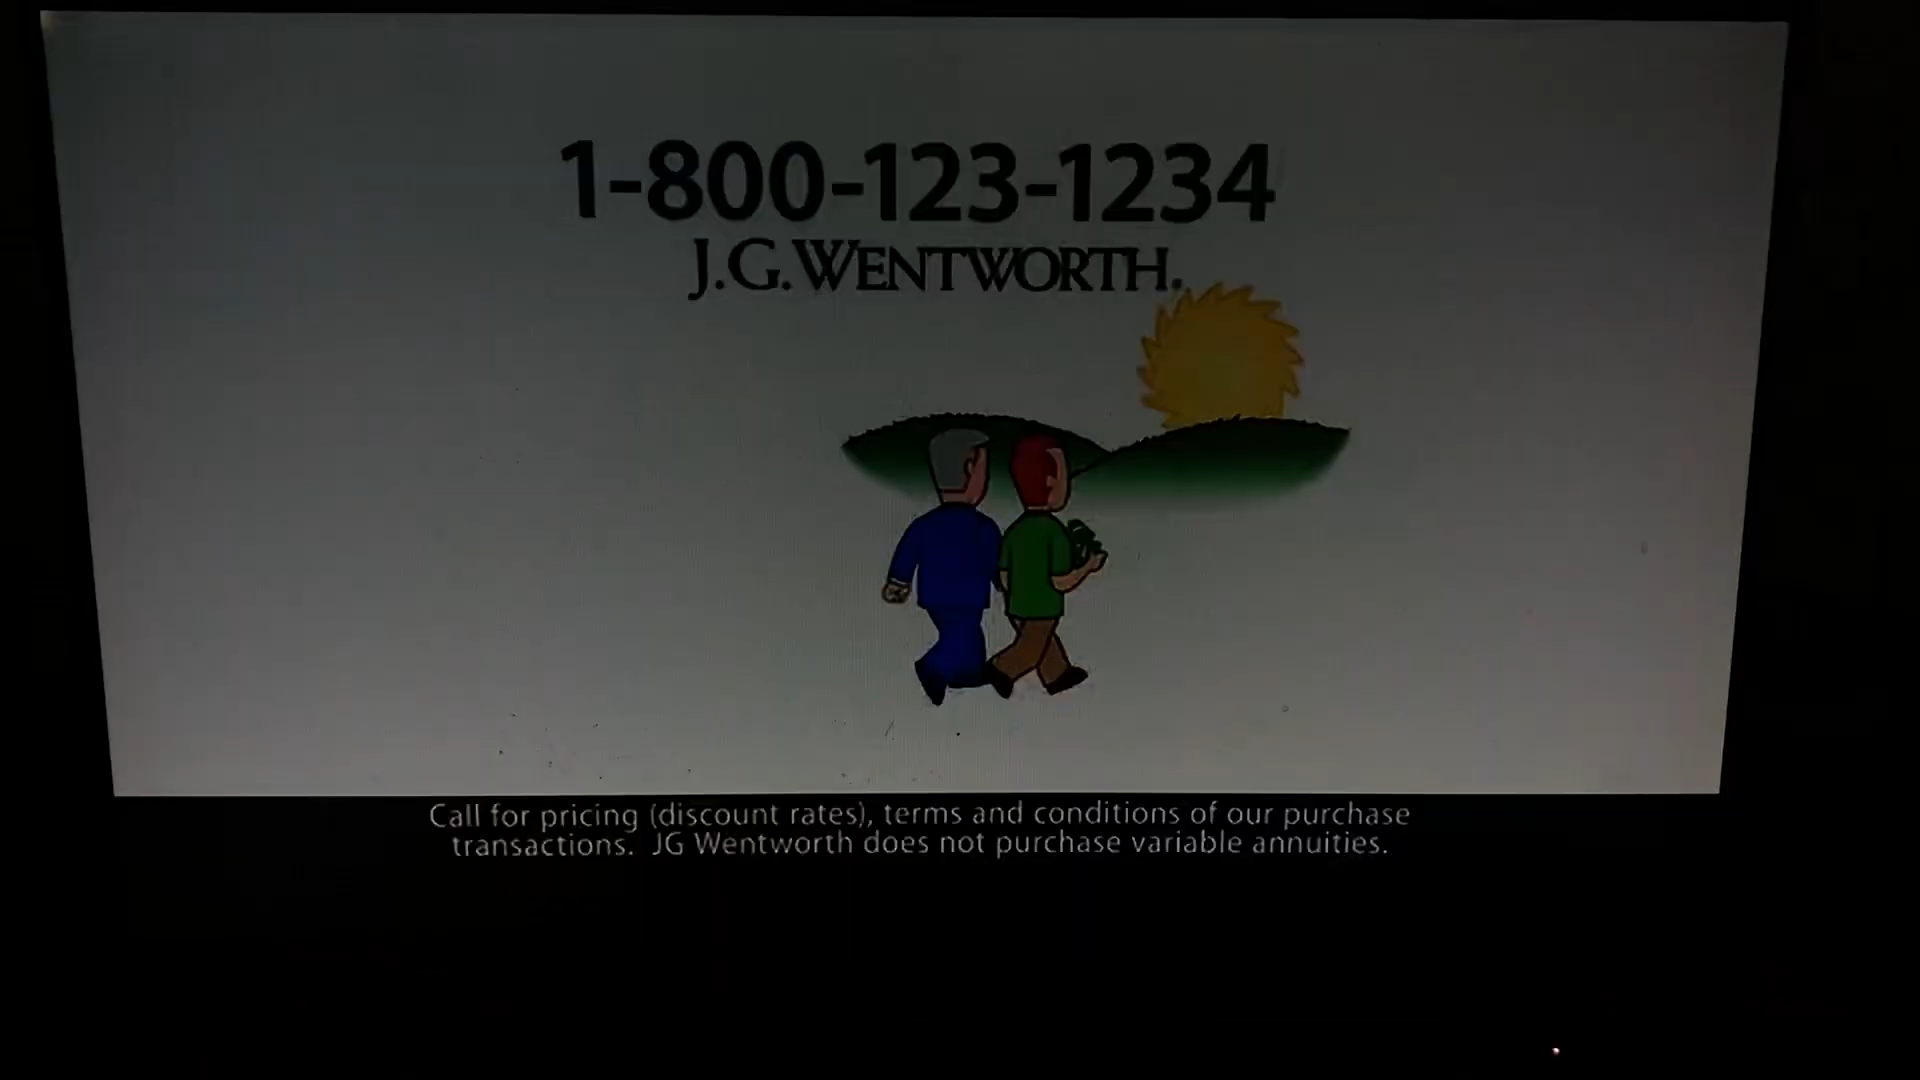 1-800-123-1234
J.G.WENTWORTH.
Call for pricing (discount rates), terms and conditions of our purchase
transactions. JG Wentworth does not purchase variable annuities.